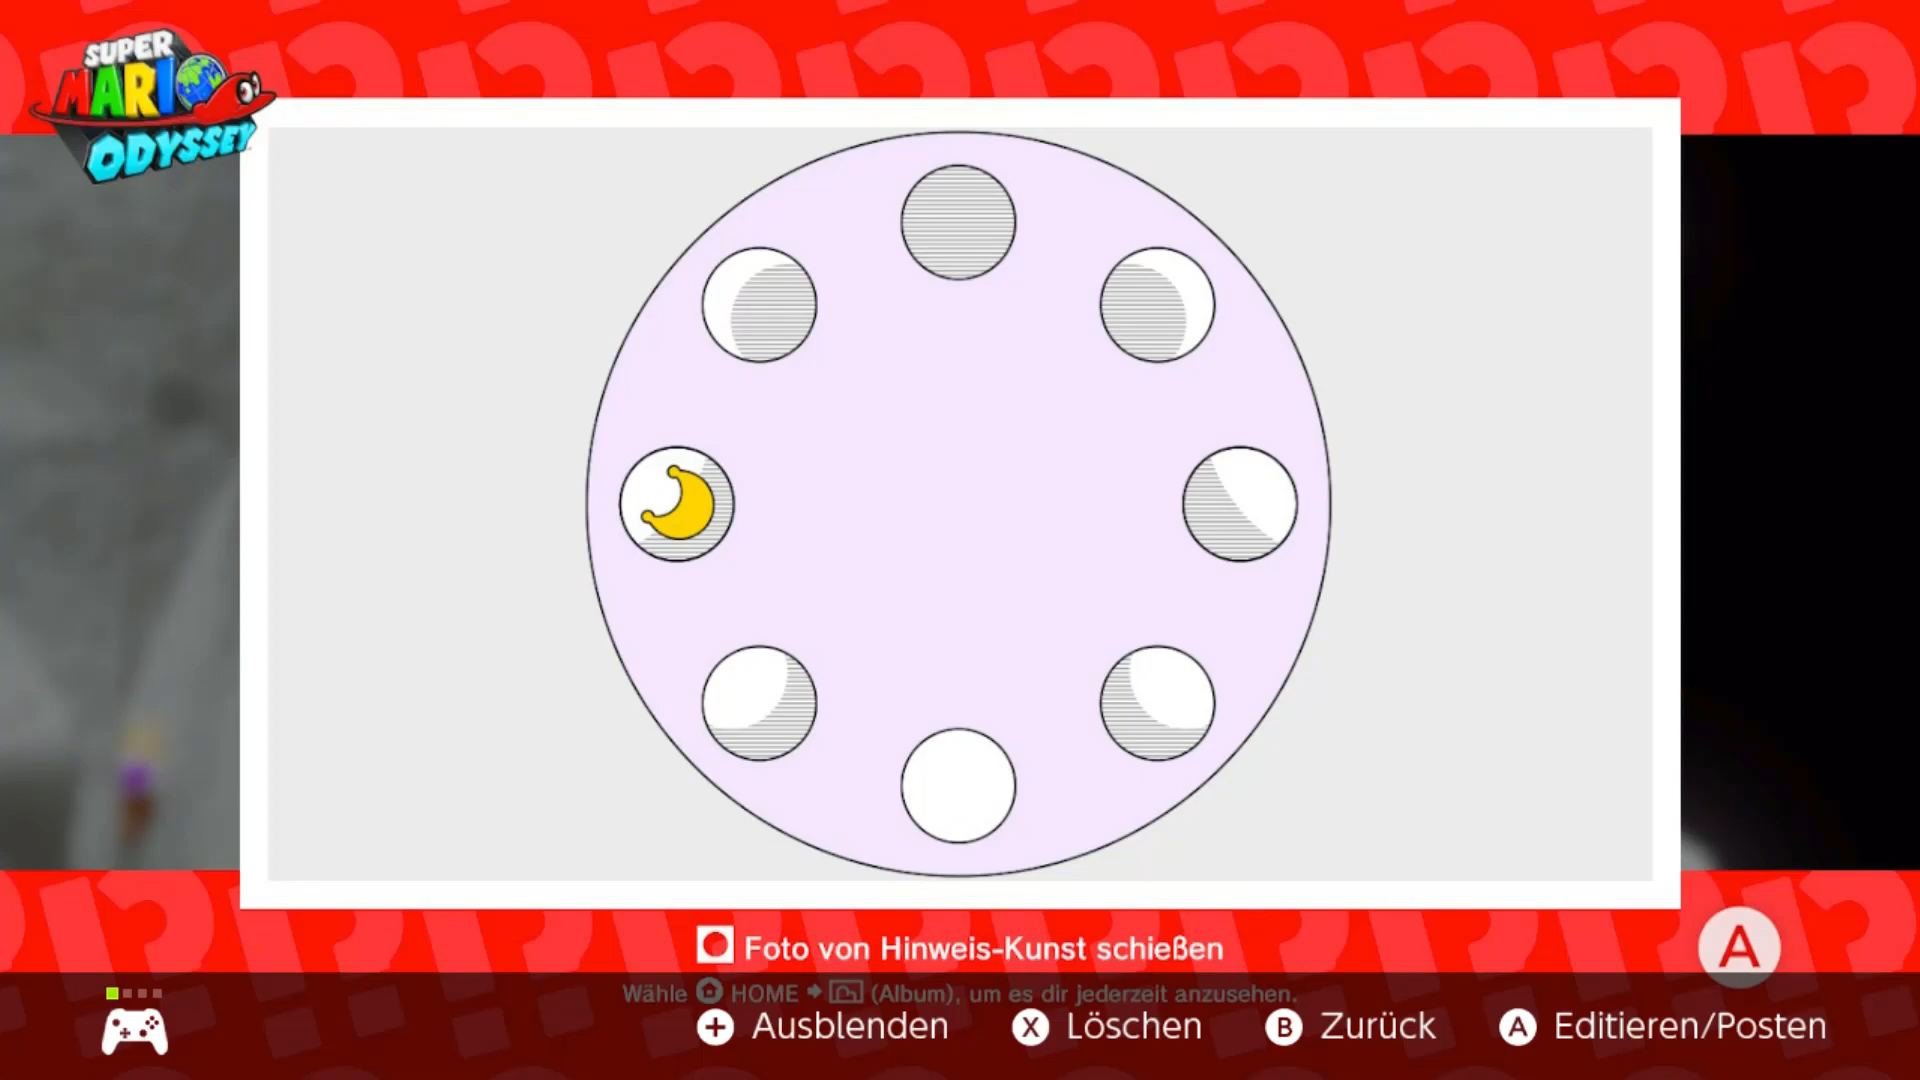 SUPER
MARIO
ODYSSEY
Foto von Hinweis-Kunst schießen
A
Wähle HOME (Album), um es dir jederzeit anzusehen.
+ Ausblenden X Löschen B Zurück A Editieren/Posten